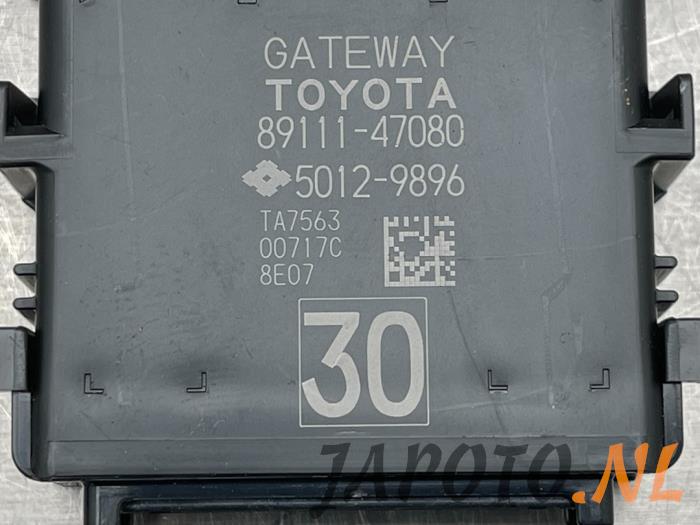 GATEWAY
TOYOTA
89111-47080
5012-9896
TA7563
00717C
8E07
30
JAPOTO.NL